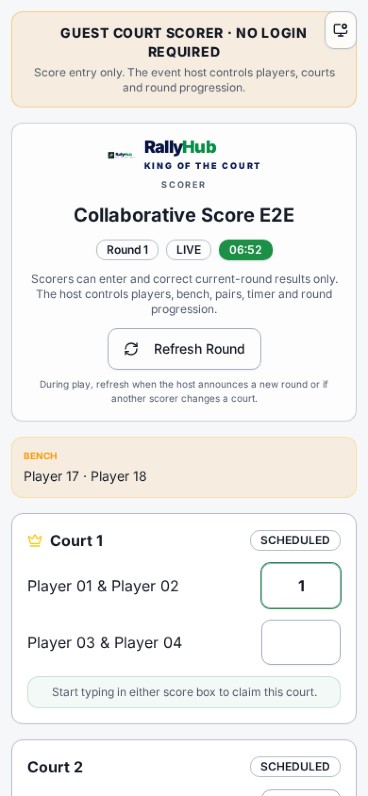 GUEST COURT SCORER · NO LOGIN
REQUIRED
Score entry only. The event host controls players, courts
and round progression.
RallyHub
RallyHub
KING OF THE COURT
SCORER
Collaborative Score E2E
Round 1
LIVE
06:52
Scorers can enter and correct current-round results only.
The host controls players, bench, pairs, timer and round
progression.
Refresh Round
During play, refresh when the host announces a new round or if
another scorer changes a court.
BENCH
Player 17 · Player 18
Court 1
SCHEDULED
Player 01 & Player 02
1
Player 03 & Player 04
Start typing in either score box to claim this court.
Court 2
SCHEDULED